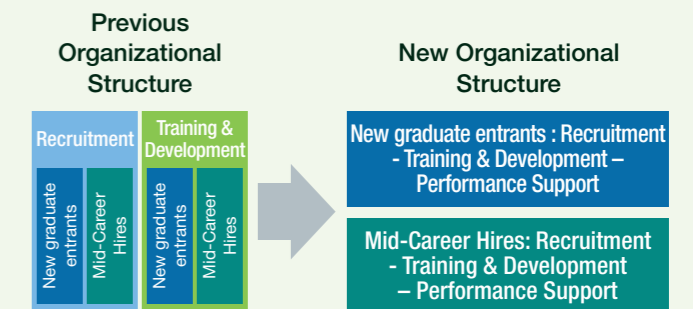 Previous
Organizational
Structure
Recruitment
New graduate
entrants
Mid-Career
Hires
Training &
Development
New graduate
entrants
Mid-Career
Hires
New Organizational
Structure
New graduate entrants : Recruitment
- Training & Development –
Performance Support
Mid-Career Hires: Recruitment
- Training & Development
– Performance Support